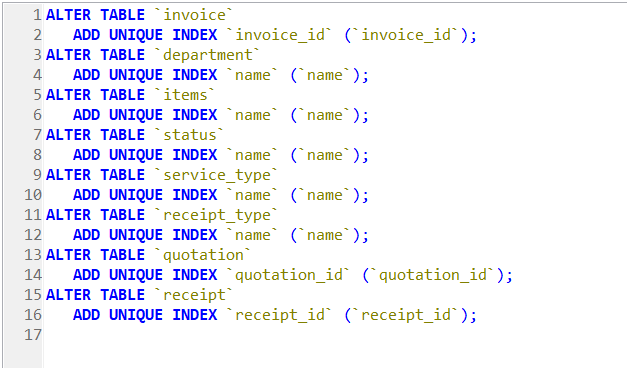 1 ALTER TABLE `invoice`
2 ADD UNIQUE INDEX `invoice_id` (`invoice_id`);
3 ALTER TABLE `department`
4 ADD UNIQUE INDEX `name` (`name`);
5 ALTER TABLE `items`
6 ADD UNIQUE INDEX `name` (`name`);
7 ALTER TABLE `status`
8 ADD UNIQUE INDEX `name` (`name`);
9 ALTER TABLE `service_type`
10 ADD UNIQUE INDEX `name` (`name`);
11 ALTER TABLE `receipt_type`
12 ADD UNIQUE INDEX `name` (`name`);
13 ALTER TABLE `quotation`
14 ADD UNIQUE INDEX `quotation_id` (`quotation_id`);
15 ALTER TABLE `receipt`
16 ADD UNIQUE INDEX `receipt_id` (`receipt_id`);
17